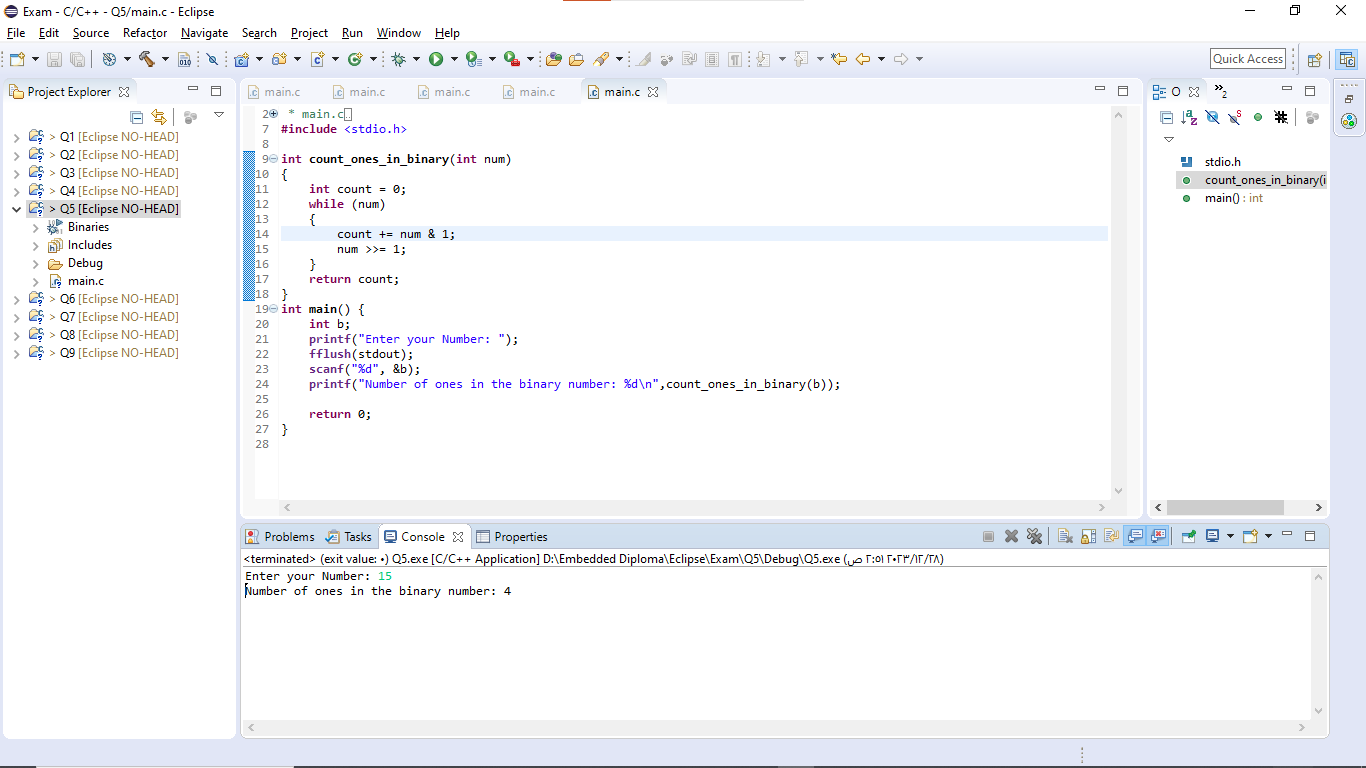 Exam - C/C++ - Q5/main.c - Eclipse
File Edit Source Refactor Navigate Search Project Run Window Help
Quick Access
Project Explorer
> Q1 [Eclipse NO-HEAD]
> Q2 [Eclipse NO-HEAD]
> Q3 [Eclipse NO-HEAD]
> Q4 [Eclipse NO-HEAD]
> Q5 [Eclipse NO-HEAD]
Binaries
Includes
Debug
main.c
> Q6 [Eclipse NO-HEAD]
> Q7 [Eclipse NO-HEAD]
> Q8 [Eclipse NO-HEAD]
> Q9 [Eclipse NO-HEAD]
main.c main.c main.c main.c main.c
2 * main.c
7 #include <stdio.h>
8
9 int count_ones_in_binary(int num)
10 {
11 int count = 0;
12 while (num)
13 {
14 count += num & 1;
15 num >>= 1;
16 }
17 return count;
18 }
19 int main() {
20 int b;
21 printf("Enter your Number: ");
22 fflush(stdout);
23 scanf("%d", &b);
24 printf("Number of ones in the binary number: %d\n",count_ones_in_binary(b));
25
26 return 0;
27 }
28
O »2
stdio.h
count_ones_in_binary(i
main() : int
Problems Tasks Console Properties
<terminated> (exit value: ٠) Q5.exe [C/C++ Application] D:\Embedded Diploma\Eclipse\Exam\Q5\Debug\Q5.exe (٢٠٢٣/١٢/٢٨ ٢:٥١ ص)
Enter your Number: 15
Number of ones in the binary number: 4